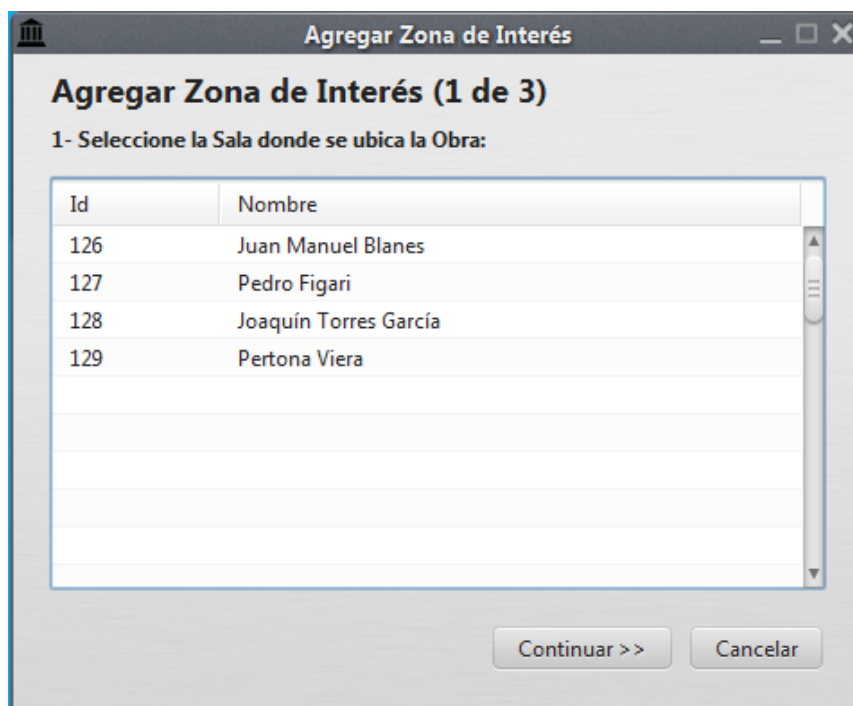 Agregar Zona de Interés
Agregar Zona de Interés (1 de 3)
1- Seleccione la Sala donde se ubica la Obra:
Id Nombre
126 Juan Manuel Blanes
127 Pedro Figari
128 Joaquín Torres García
129 Pertona Viera
Continuar >> Cancelar